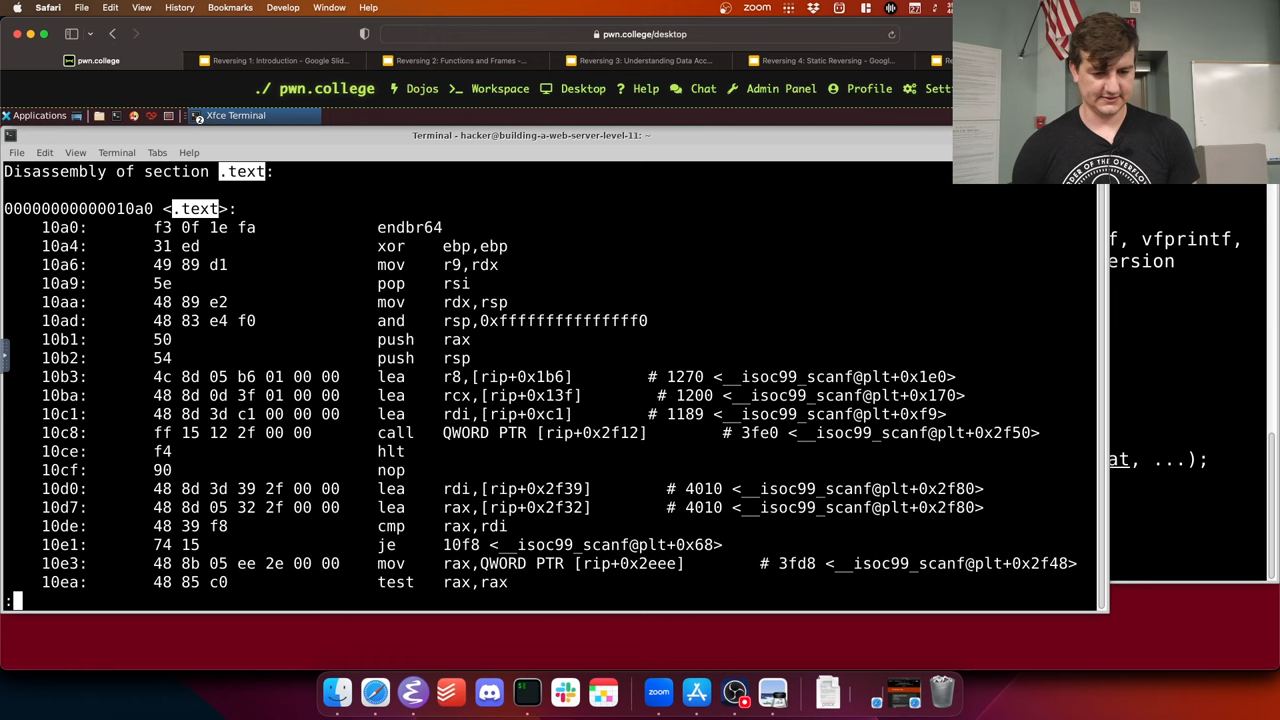 Safari File Edit View History Bookmarks Develop Window Help
zoom
27
pwn.college/desktop
pwn.college
Reversing 1: Introduction - Google Slid...
Reversing 2: Functions and Frames -...
Reversing 3: Understanding Data Acc...
Reversing 4: Static Reversing - Googl...
./ pwn.college
Dojos
Workspace
Desktop
Help
Chat
Admin Panel
Profile
Sett
Applications
Xfce Terminal
Terminal - hacker@building-a-web-server-level-11: ~
File Edit View Terminal Tabs Help
Disassembly of section .text:
00000000000010a0 <.text>:
10a0: f3 0f 1e fa endbr64
10a4: 31 ed xor ebp,ebp
10a6: 49 89 d1 mov r9,rdx
10a9: 5e pop rsi
10aa: 48 89 e2 mov rdx,rsp
10ad: 48 83 e4 f0 and rsp,0xfffffffffffffff0
10b1: 50 push rax
10b2: 54 push rsp
10b3: 4c 8d 05 b6 01 00 00 lea r8,[rip+0x1b6] # 1270 <__isoc99_scanf@plt+0x1e0>
10ba: 48 8d 0d 3f 01 00 00 lea rcx,[rip+0x13f] # 1200 <__isoc99_scanf@plt+0x170>
10c1: 48 8d 3d c1 00 00 00 lea rdi,[rip+0xc1] # 1189 <__isoc99_scanf@plt+0xf9>
10c8: ff 15 12 2f 00 00 call QWORD PTR [rip+0x2f12] # 3fe0 <__isoc99_scanf@plt+0x2f50>
10ce: f4 hlt
10cf: 90 nop
10d0: 48 8d 3d 39 2f 00 00 lea rdi,[rip+0x2f39] # 4010 <__isoc99_scanf@plt+0x2f80>
10d7: 48 8d 05 32 2f 00 00 lea rax,[rip+0x2f32] # 4010 <__isoc99_scanf@plt+0x2f80>
10de: 48 39 f8 cmp rax,rdi
10e1: 74 15 je 10f8 <__isoc99_scanf@plt+0x68>
10e3: 48 8b 05 ee 2e 00 00 mov rax,QWORD PTR [rip+0x2eee] # 3fd8 <__isoc99_scanf@plt+0x2f48>
10ea: 48 85 c0 test rax,rax
:
f, vfprintf,
ersion
at, ...);
zoom